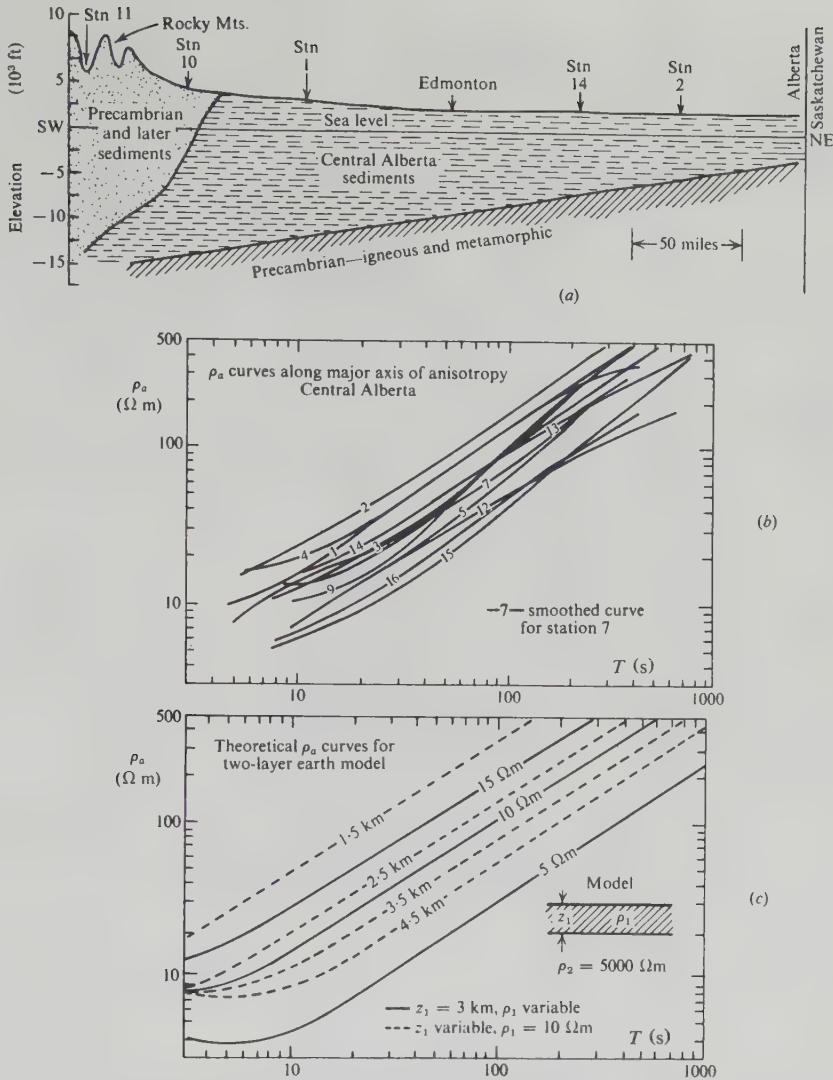 10
Stn 11
Rocky Mts.
(10³ ft)
Stn
10
Stn
1
Edmonton
Stn
14
Stn
2
Alberta
Saskatchewan
5
SW
Precambrian
and later
sediments
Sea level
NE
Central Alberta
sediments
Elevation
−5
−10
−15
Precambrian—igneous and metamorphic
50 miles
(a)
500
ρₐ
(Ω m)
ρₐ curves along major axis of anisotropy
Central Alberta
100
10
2
4
1
14
3
9
13
7
5
12
16
15
—7— smoothed curve
for station 7
T (s)
10
100
1000
(b)
500
ρₐ
(Ω m)
Theoretical ρₐ curves for
two-layer earth model
100
10
1·5 km
15 Ωm
2·5 km
10 Ωm
3·5 km
4·5 km
5 Ωm
Model
z₁
ρ₁
ρ₂ = 5000 Ωm
z₁ = 3 km, ρ₁ variable
z₁ variable, ρ₁ = 10 Ωm
T (s)
10
100
1000
(c)